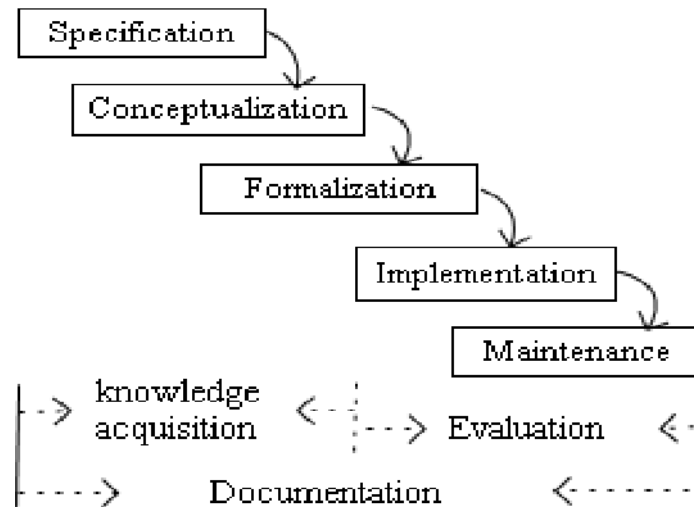 Specification
Conceptualization
Formalization
Implementation
Maintenance
knowledge
acquisition
Evaluation
Documentation